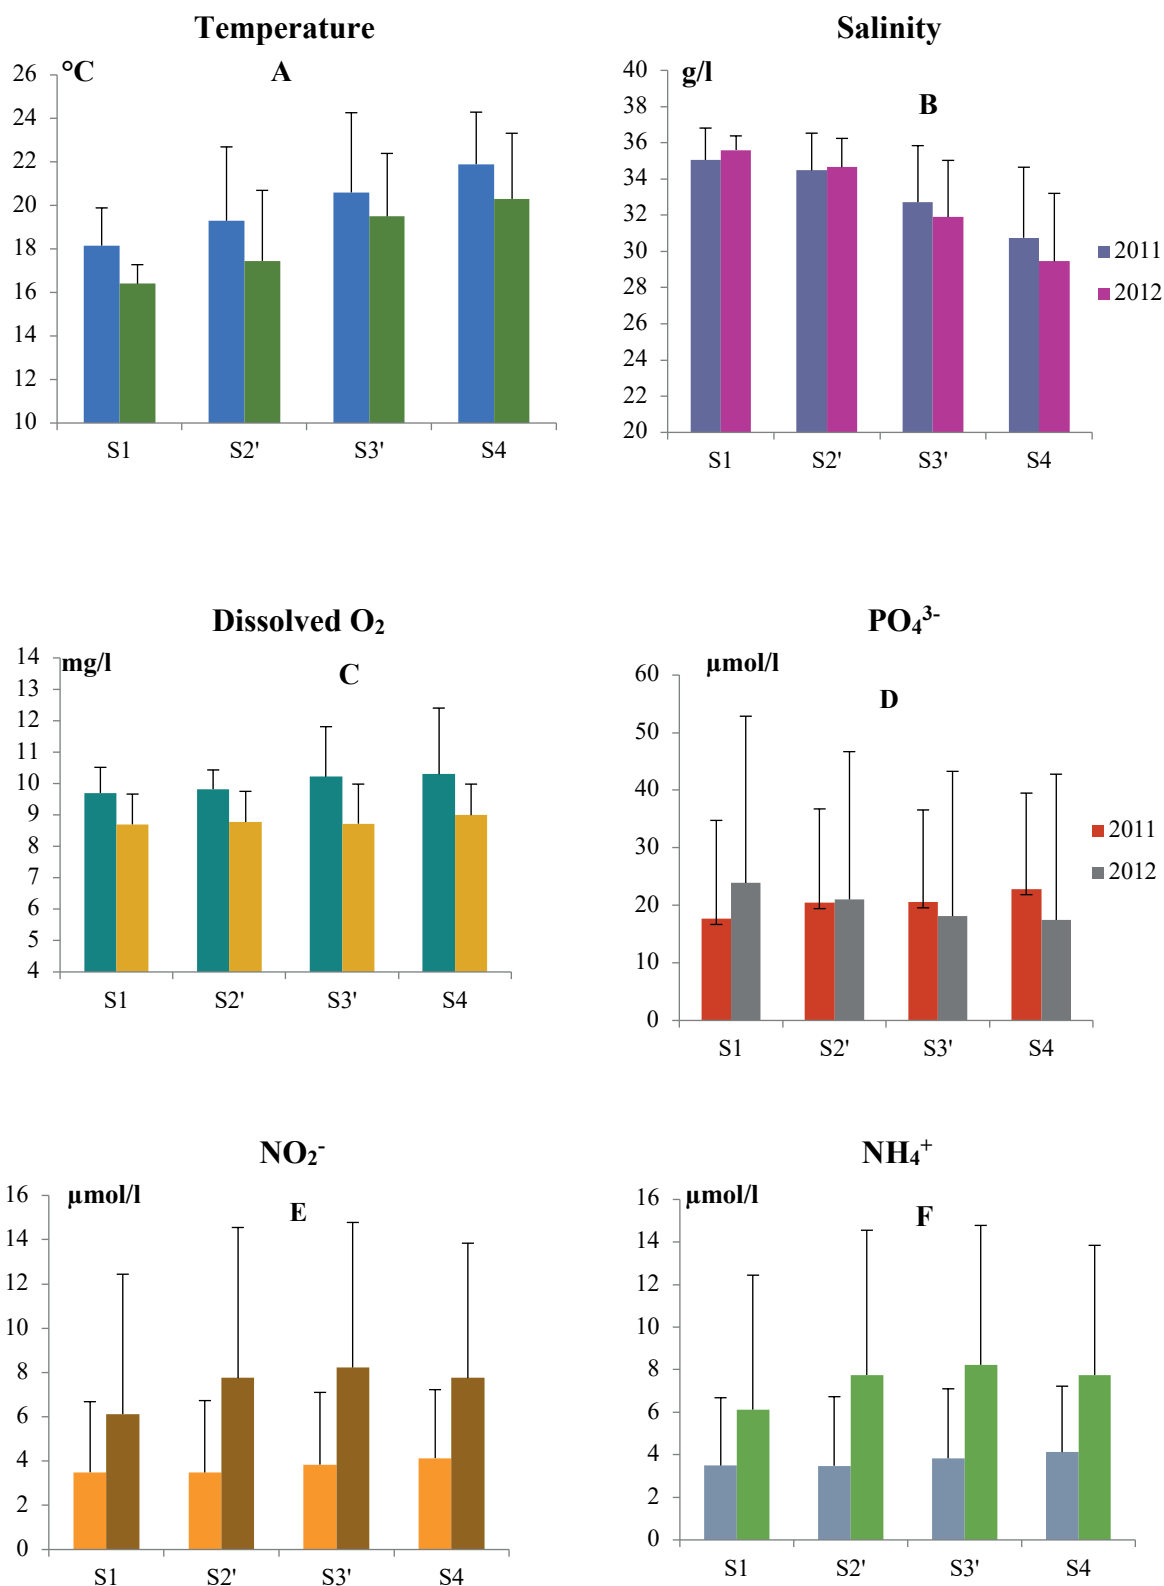 Temperature
°C
A
26
24
22
20
18
16
14
12
10
S1 S2' S3' S4
Salinity
g/l
B
40
38
36
34
32
30
28
26
24
22
20
S1 S2' S3' S4
2011
2012
Dissolved O₂
mg/l
C
14
13
12
11
10
9
8
7
6
5
4
S1 S2' S3' S4
PO₄³⁻
µmol/l
D
60
50
40
30
20
10
0
S1 S2' S3' S4
2011
2012
NO₂⁻
µmol/l
E
16
14
12
10
8
6
4
2
0
S1 S2' S3' S4
NH₄⁺
µmol/l
F
16
14
12
10
8
6
4
2
0
S1 S2' S3' S4